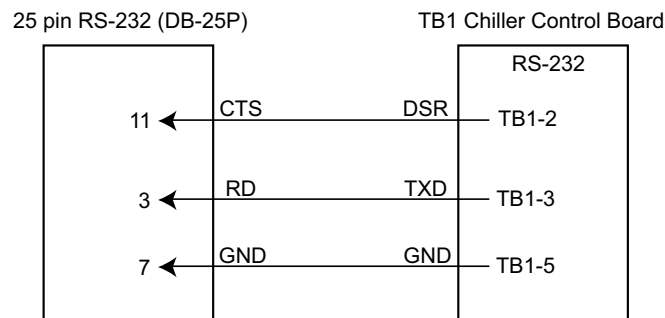 25 pin RS-232 (DB-25P) TB1 Chiller Control Board
RS-232
11 CTS DSR TB1-2
3 RD TXD TB1-3
7 GND GND TB1-5